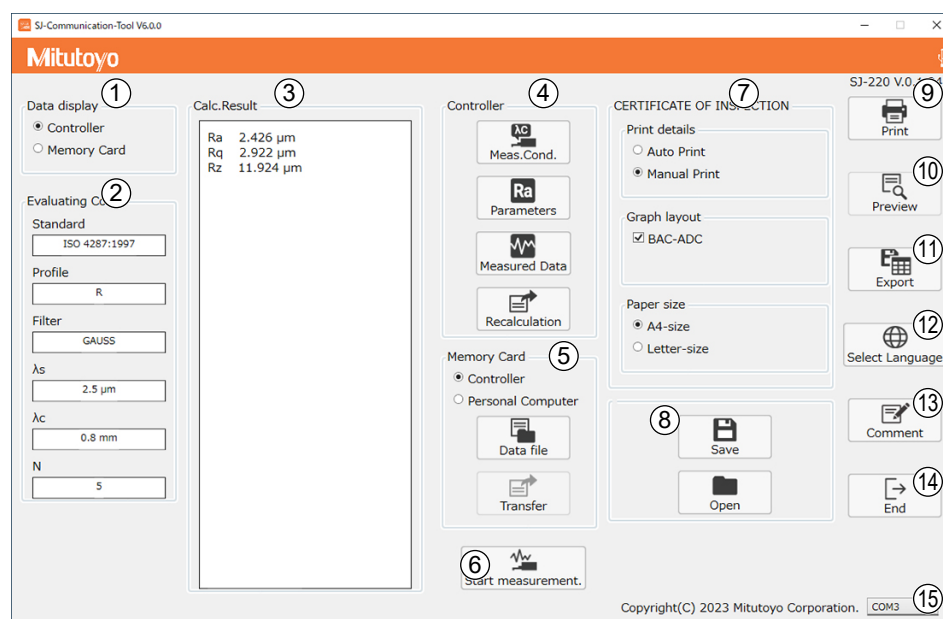 SJ-Communication-Tool V6.0.0
Mitutoyo
SJ-220 V.0.
① ③ ④ ⑦ ⑨
Data display
Controller
Memory Card
② Evaluating
Standard
ISO 4287:1997
Profile
R
Filter
GAUSS
λs
2.5 µm
λc
0.8 mm
N
5
Calc.Result
Ra 2.426 µm
Rq 2.922 µm
Rz 11.924 µm
Controller
λc
Meas.Cond.
Ra
Parameters
Measured Data
Recalculation
Memory Card ⑤
Controller
Personal Computer
Data file
Transfer
⑥
Start measurement.
CERTIFICATE OF INSPECTION
Print details
Auto Print
Manual Print
Graph layout
BAC-ADC
Paper size
A4-size
Letter-size
⑧
Save
Open
Print
⑩
Preview
⑪
Export
⑫
Select Language
⑬
Comment
⑭
End
Copyright(C) 2023 Mitutoyo Corporation. COM3 ⑮